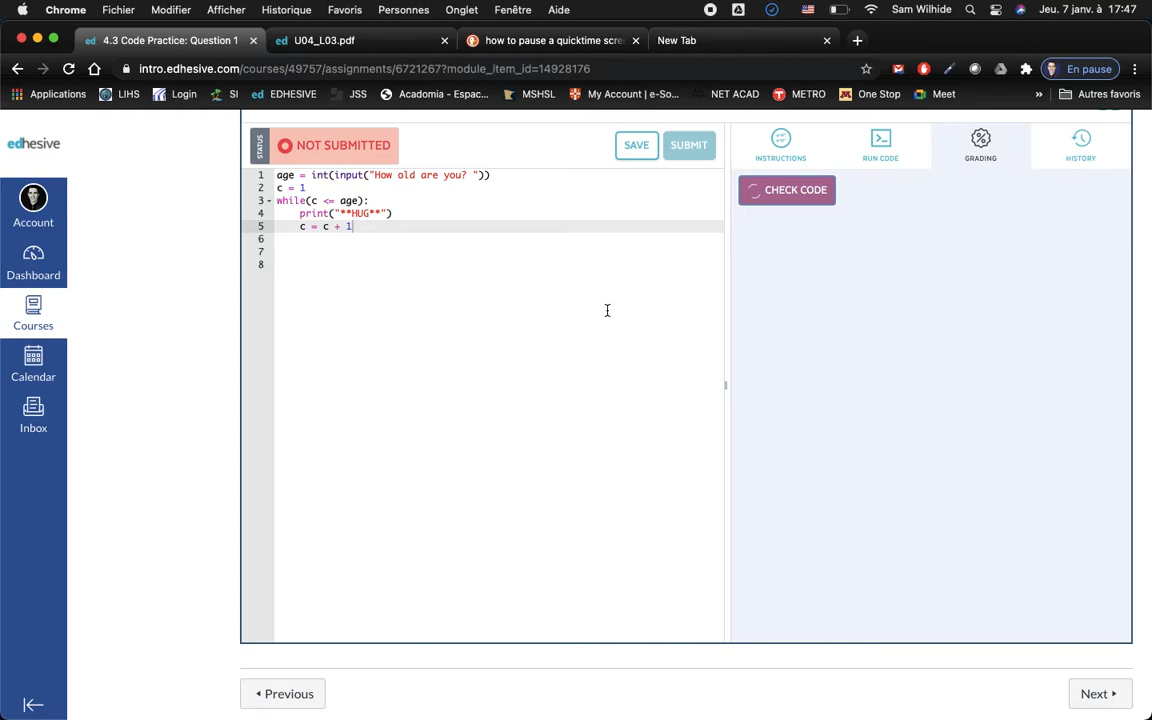 Chrome Fichier Modifier Afficher Historique Favoris Personnes Onglet Fenêtre Aide Sam Wilhide Jeu. 7 janv. à 17:47
ed 4.3 Code Practice: Question 1 ed U04_L03.pdf how to pause a quicktime scre New Tab
intro.edhesive.com/courses/49757/assignments/6721267?module_item_id=14928176 En pause
Applications LIHS Login SI ed EDHESIVE JSS Acadomia - Espac... MSHSL My Account | e-So... NET ACAD METRO One Stop Meet » Autres favoris
edhesive
Account
Dashboard
Courses
Calendar
Inbox
STATUS NOT SUBMITTED SAVE SUBMIT
1 age = int(input("How old are you? "))
2 c = 1
3 while(c <= age):
4 print("**HUG**")
5 c = c + 1
6
7
8
INSTRUCTIONS RUN CODE GRADING HISTORY
CHECK CODE
Previous Next